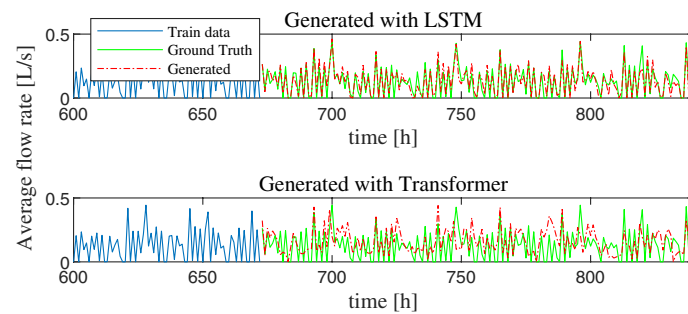 Generated with LSTM
Train data
Ground Truth
Generated
0.5
0
600 650 700 750 800
time [h]
Average flow rate [L/s]
Generated with Transformer
0.5
0
600 650 700 750 800
time [h]